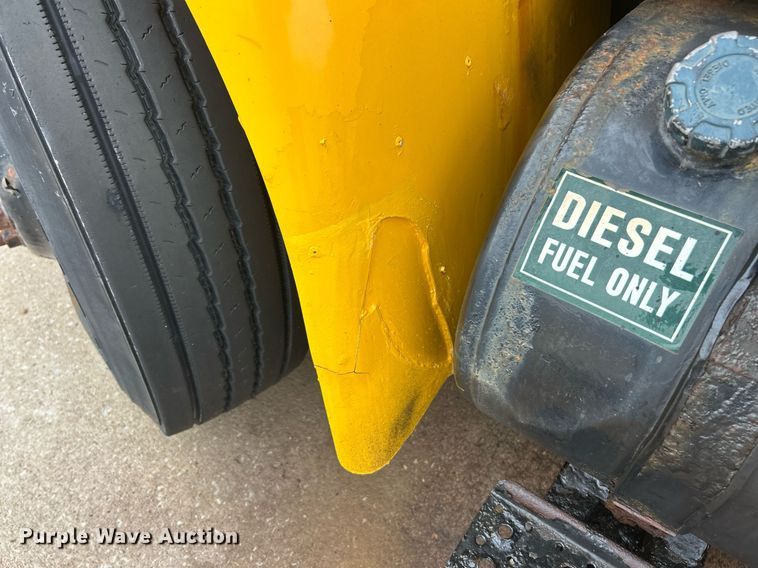 DIESEL
FUEL ONLY
Purple Wave Auction